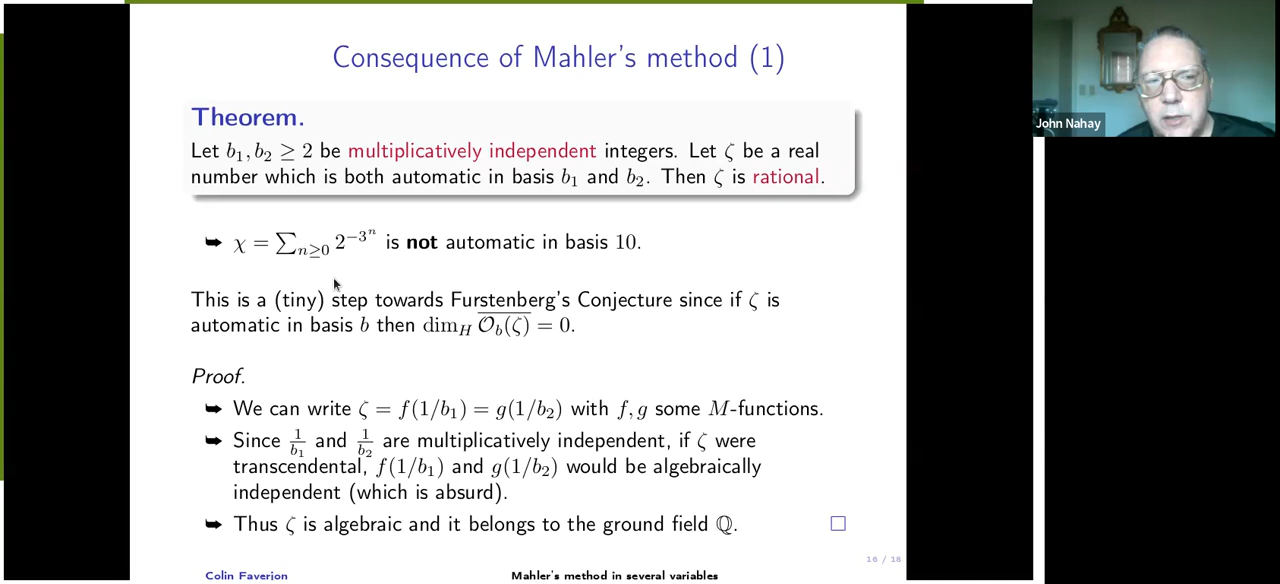 Consequence of Mahler's method (1)
Theorem.
Let b₁, b₂ ≥ 2 be multiplicatively independent integers. Let ζ be a real
number which is both automatic in basis b₁ and b₂. Then ζ is rational.
➥ χ = ∑ₙ≥₀ 2^{-3^n} is not automatic in basis 10.
This is a (tiny) step towards Furstenberg's Conjecture since if ζ is
automatic in basis b then dim_H \overline{𝒪_b(ζ)} = 0.
Proof.
➥ We can write ζ = f(1/b₁) = g(1/b₂) with f, g some M-functions.
➥ Since 1/b₁ and 1/b₂ are multiplicatively independent, if ζ were
transcendental, f(1/b₁) and g(1/b₂) would be algebraically
independent (which is absurd).
➥ Thus ζ is algebraic and it belongs to the ground field ℚ. □
16 / 18
Colin Faverjon Mahler's method in several variables
John Nahay